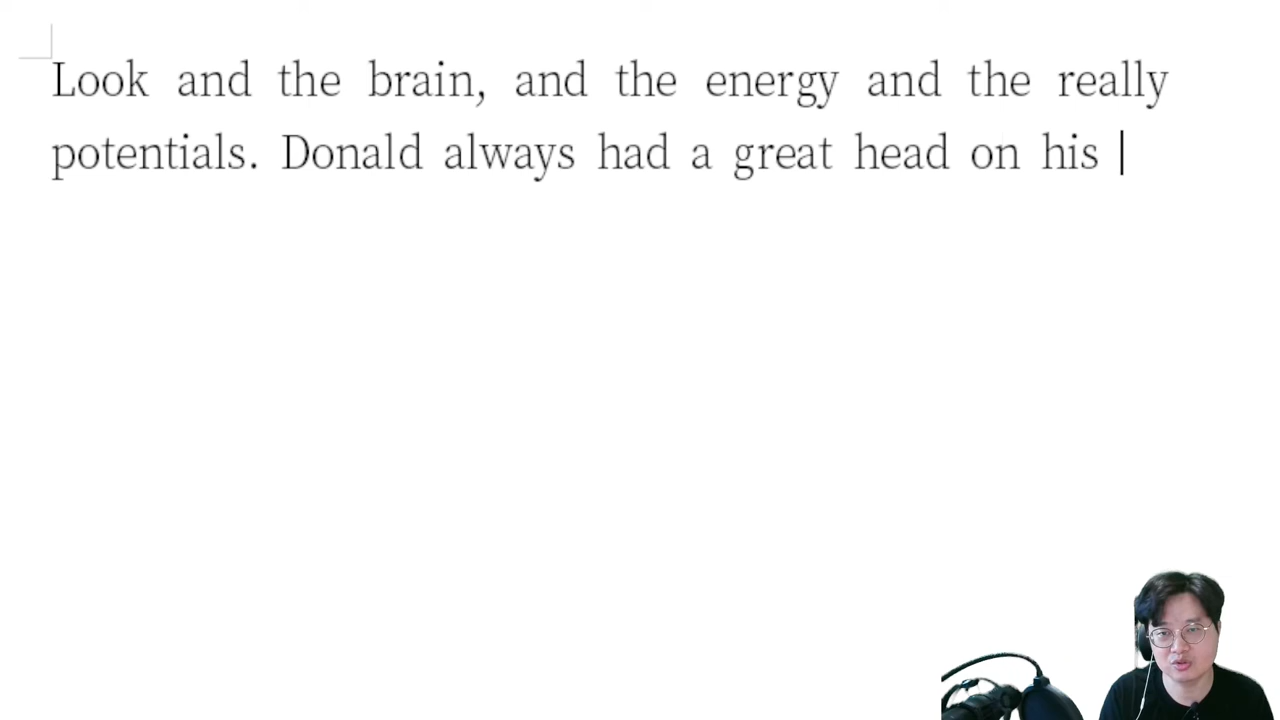 Look and the brain, and the energy and the really
potentials. Donald always had a great head on his